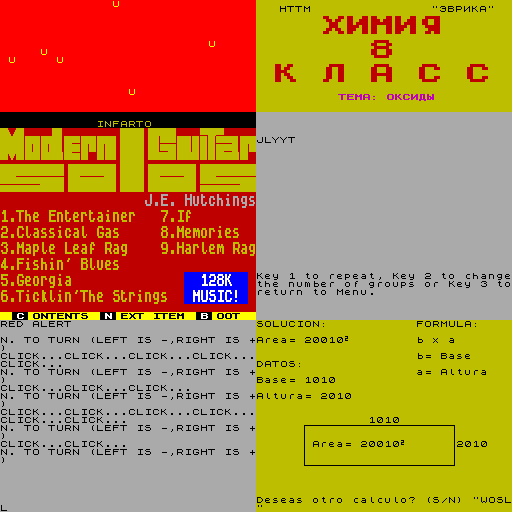 U
U
U
U
U
U
НТТМ "ЭВРИКА"
ХИМИЯ
8
КЛАСС
ТЕМА: ОКСИДЫ
INFARTO
Modern Guitar
solos
J.E. Hutchings
1.The Entertainer 7.If
2.Classical Gas 8.Memories
3.Maple Leaf Rag 9.Harlem Rag
4.Fishin' Blues
5.Georgia
6.Ticklin'The Strings
128K
MUSIC!
C ONTENTS N EXT ITEM B OOT
JLYYT
Key 1 to repeat, Key 2 to change
the number of groups or Key 3 to
return to Menu.
RED ALERT
N. TO TURN (LEFT IS -,RIGHT IS +
)
CLICK...CLICK...CLICK...CLICK...
CLICK...
N. TO TURN (LEFT IS -,RIGHT IS +
)
CLICK...CLICK...CLICK...
N. TO TURN (LEFT IS -,RIGHT IS +
)
CLICK...CLICK...CLICK...CLICK...
CLICK...CLICK...
N. TO TURN (LEFT IS -,RIGHT IS +
)
CLICK...CLICK...
N. TO TURN (LEFT IS -,RIGHT IS +
)
L
SOLUCION: FORMULA:
Area= 20010² b x a
b= Base
DATOS: a= Altura
Base= 1010
Altura= 2010
1010
Area= 20010² 2010
Deseas otro calculo? (S/N) "WOSL
"